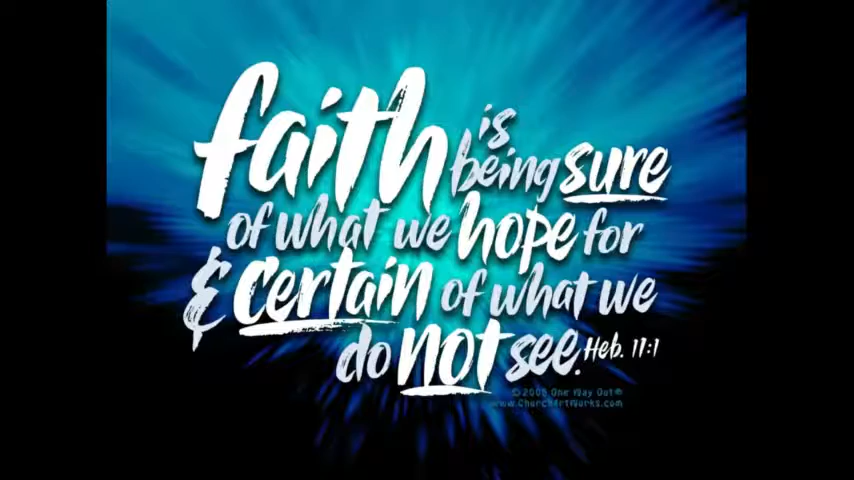 faith is
being sure
of what we hope for
& certain of what we
do not see. Heb. 11:1
© 2008 One Way Out®
www.ChurchArtWorks.com